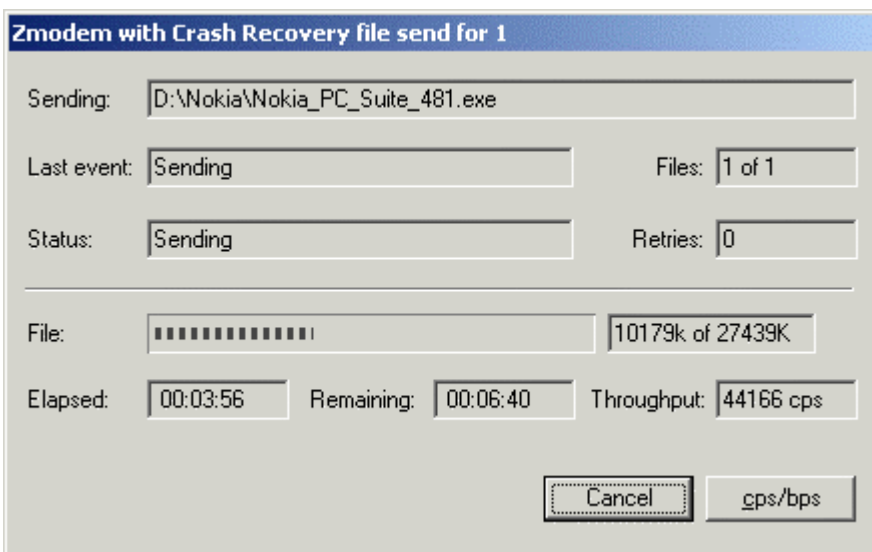 Zmodem with Crash Recovery file send for 1
Sending: D:\Nokia\Nokia_PC_Suite_481.exe
Last event: Sending Files: 1 of 1
Status: Sending Retries: 0
File: 10179k of 27439K
Elapsed: 00:03:56 Remaining: 00:06:40 Throughput: 44166 cps
Cancel cps/bps